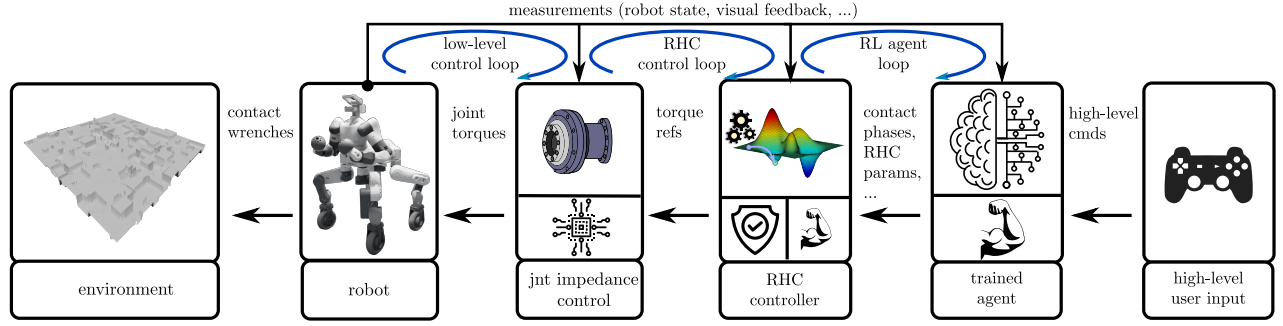 measurements (robot state, visual feedback, ...)
low-level
control loop
RHC
control loop
RL agent
loop
contact
wrenches
joint
torques
torque
refs
contact
phases,
RHC
params,
...
high-level
cmds
environment
robot
jnt impedance
control
RHC
controller
trained
agent
high-level
user input